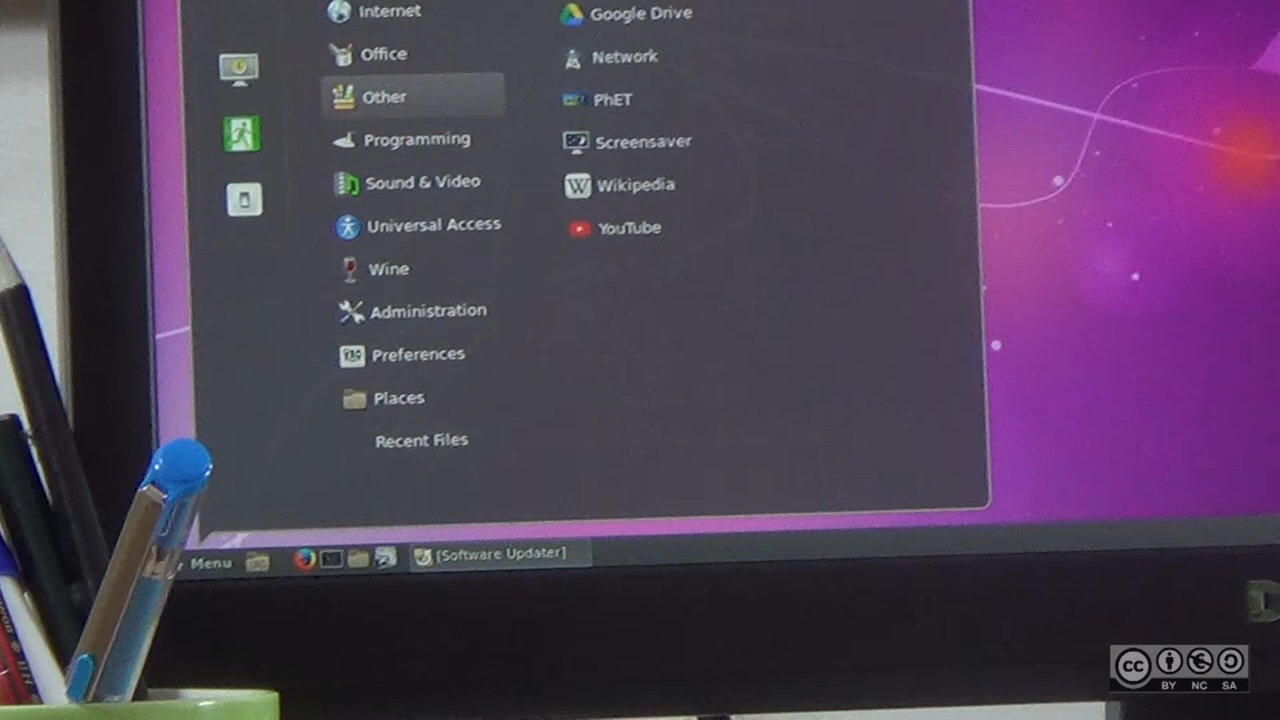 Internet
Office
Other
Programming
Sound & Video
Universal Access
Wine
Administration
Preferences
Places
Recent Files
Google Drive
Network
PhET
Screensaver
Wikipedia
YouTube
Menu
[Software Updater]
cc
BY NC SA